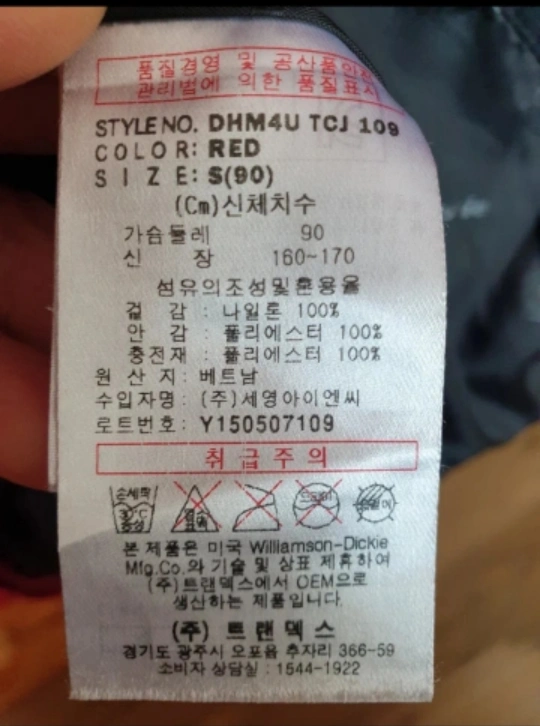 품질경영 및 공산품안전
관리법에 의한 품질표시
STYLE NO. DHM4U TCJ 109
COLOR: RED
SIZE: S(90)
(Cm)신체치수
가슴둘레 90
신 장 160~170
섬유의조성및혼용율
겉 감 : 나일론 100%
안 감 : 폴리에스터 100%
충전재 : 폴리에스터 100%
원 산 지: 베트남
수입자명: (주)세영아이엔씨
로트번호: Y150507109
취급주의
손세탁
30°C
중성
본 제품은 미국 Williamson-Dickie
Mfg.Co.와 기술 및 상표 제휴하여
(주)트랜덱스에서 OEM으로
생산하는 제품입니다.
(주) 트랜덱스
경기도 광주시 오포읍 추자리 366-59
소비자 상담실 : 1544-1922